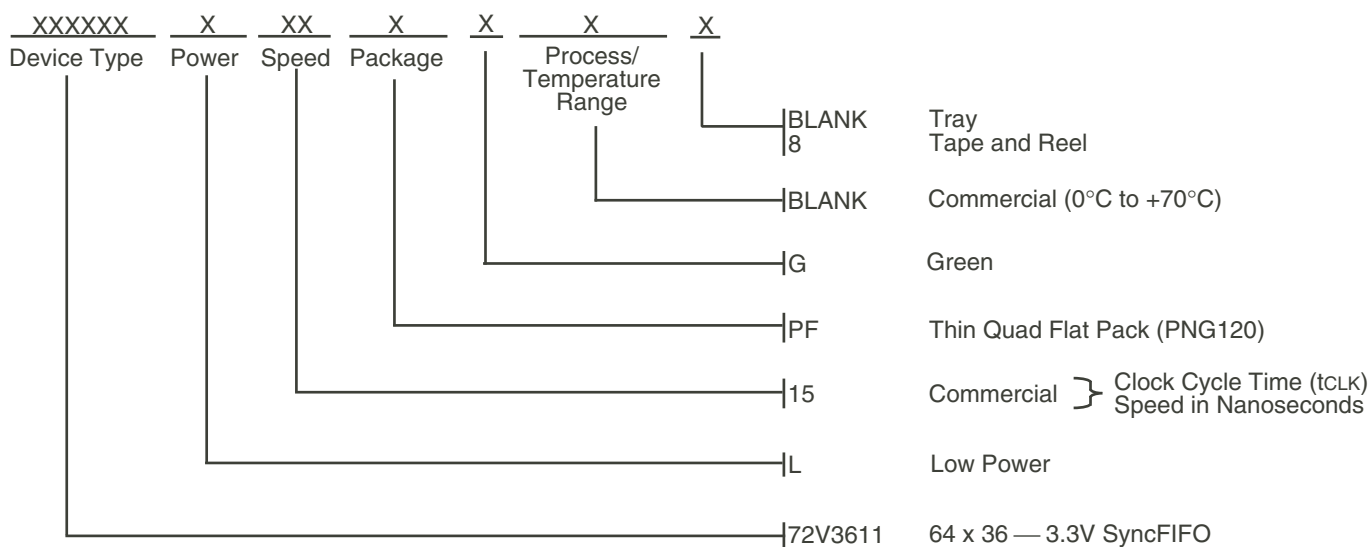 XXXXXX X XX X X X X
Device Type Power Speed Package Process/
Temperature
Range
BLANK Tray
8 Tape and Reel
BLANK Commercial (0°C to +70°C)
G Green
PF Thin Quad Flat Pack (PNG120)
15 Commercial } Clock Cycle Time (tCLK)
Speed in Nanoseconds
L Low Power
72V3611 64 x 36 — 3.3V SyncFIFO